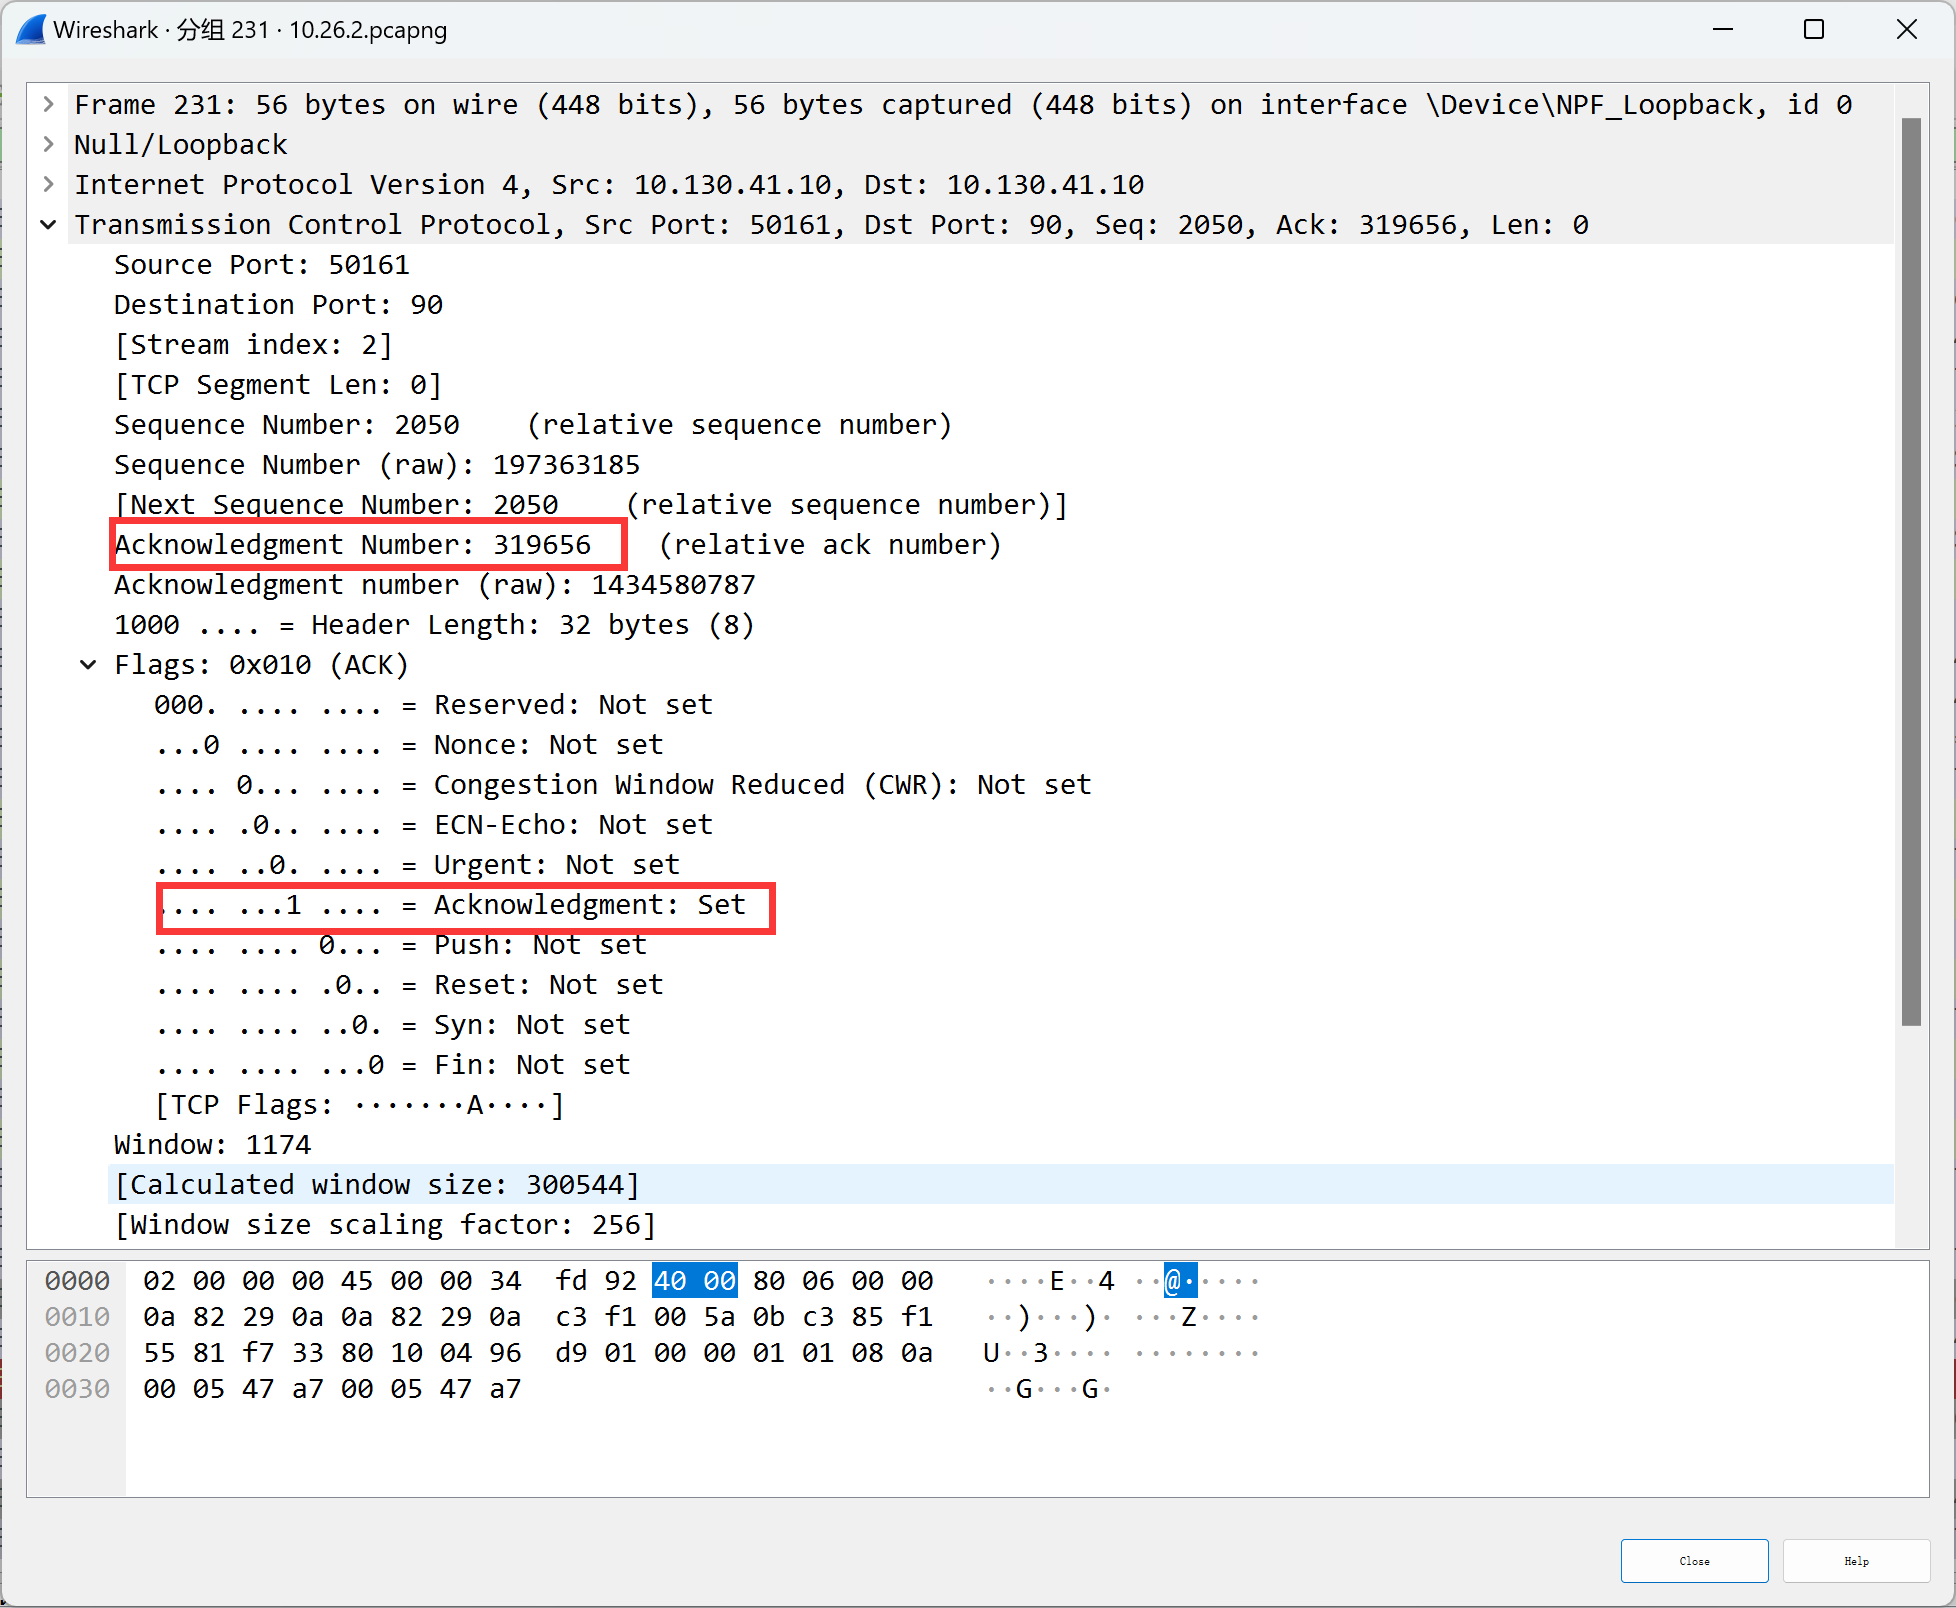 Wireshark · 分组 231 · 10.26.2.pcapng
Frame 231: 56 bytes on wire (448 bits), 56 bytes captured (448 bits) on interface \Device\NPF_Loopback, id 0
Null/Loopback
Internet Protocol Version 4, Src: 10.130.41.10, Dst: 10.130.41.10
Transmission Control Protocol, Src Port: 50161, Dst Port: 90, Seq: 2050, Ack: 319656, Len: 0
Source Port: 50161
Destination Port: 90
[Stream index: 2]
[TCP Segment Len: 0]
Sequence Number: 2050    (relative sequence number)
Sequence Number (raw): 197363185
[Next Sequence Number: 2050    (relative sequence number)]
Acknowledgment Number: 319656    (relative ack number)
Acknowledgment number (raw): 1434580787
1000 .... = Header Length: 32 bytes (8)
Flags: 0x010 (ACK)
000. .... .... = Reserved: Not set
...0 .... .... = Nonce: Not set
.... 0... .... = Congestion Window Reduced (CWR): Not set
.... .0.. .... = ECN-Echo: Not set
.... ..0. .... = Urgent: Not set
.... ...1 .... = Acknowledgment: Set
.... .... 0... = Push: Not set
.... .... .0.. = Reset: Not set
.... .... ..0. = Syn: Not set
.... .... ...0 = Fin: Not set
[TCP Flags: ·······A····]
Window: 1174
[Calculated window size: 300544]
[Window size scaling factor: 256]
0000 02 00 00 00 45 00 00 34 fd 92 40 00 80 06 00 00 ····E··4 ··@·····
0010 0a 82 29 0a 0a 82 29 0a c3 f1 00 5a 0b c3 85 f1 ··)···)· ···Z····
0020 55 81 f7 33 80 10 04 96 d9 01 00 00 01 01 08 0a U··3···· ········
0030 00 05 47 a7 00 05 47 a7 ··G···G·
Close
Help